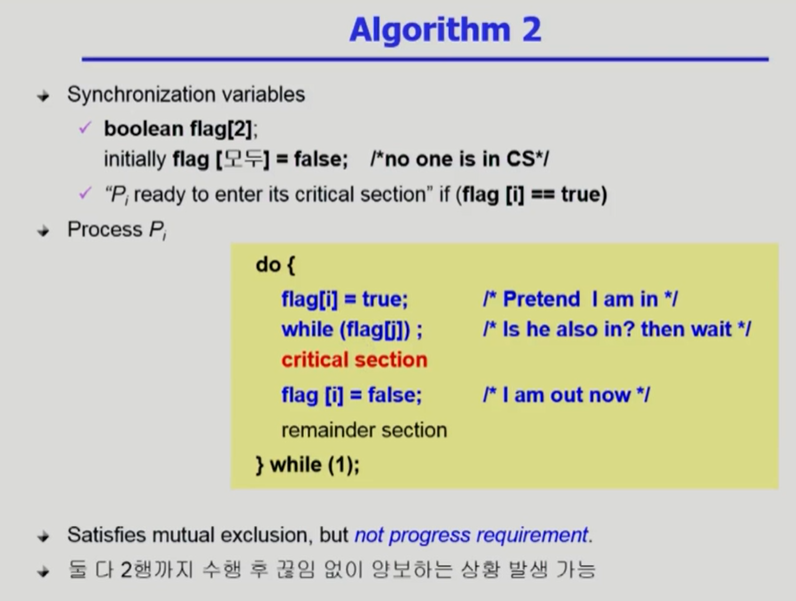 Algorithm 2
Synchronization variables
boolean flag[2];
initially flag [모두] = false; /*no one is in CS*/
“Pi ready to enter its critical section” if (flag [i] == true)
Process Pi
do {
flag[i] = true; /* Pretend I am in */
while (flag[j]) ; /* Is he also in? then wait */
critical section
flag [i] = false; /* I am out now */
remainder section
} while (1);
Satisfies mutual exclusion, but not progress requirement.
둘 다 2행까지 수행 후 끊임 없이 양보하는 상황 발생 가능